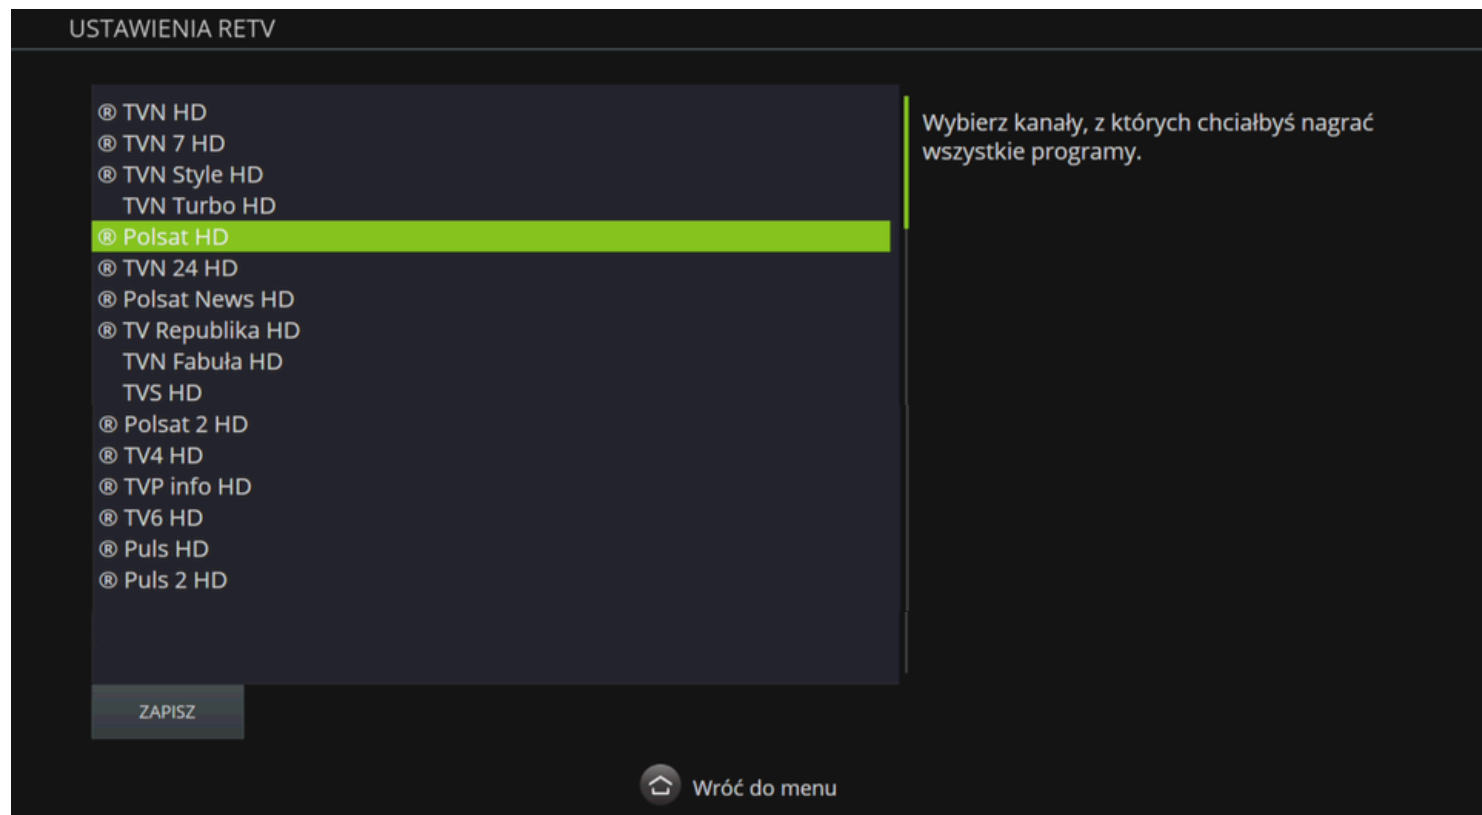 USTAWIENIA RETV
® TVN HD
® TVN 7 HD
® TVN Style HD
TVN Turbo HD
® Polsat HD
® TVN 24 HD
® Polsat News HD
® TV Republika HD
TVN Fabuła HD
TVS HD
® Polsat 2 HD
® TV4 HD
® TVP info HD
® TV6 HD
® Puls HD
® Puls 2 HD
Wybierz kanały, z których chciałbyś nagrać
wszystkie programy.
ZAPISZ
Wróć do menu